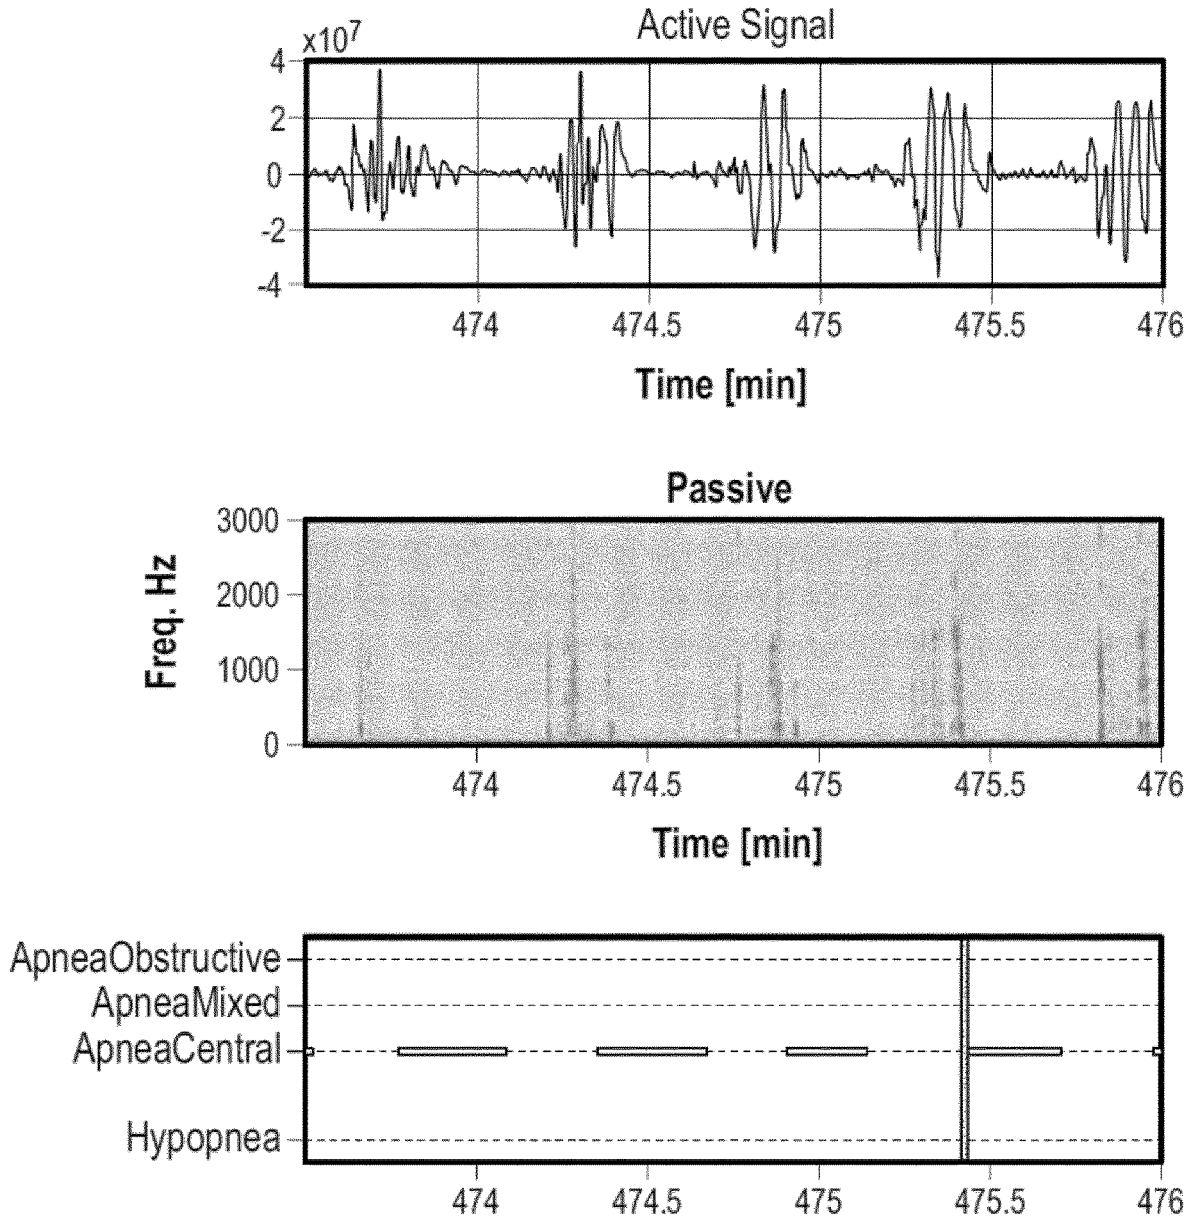 Active Signal
x10⁷
4
2
0
-2
-4
474 474.5 475 475.5 476
Time [min]
Passive
Freq. Hz
3000
2000
1000
0
474 474.5 475 475.5 476
Time [min]
ApneaObstructive
ApneaMixed
ApneaCentral
Hypopnea
474 474.5 475 475.5 476